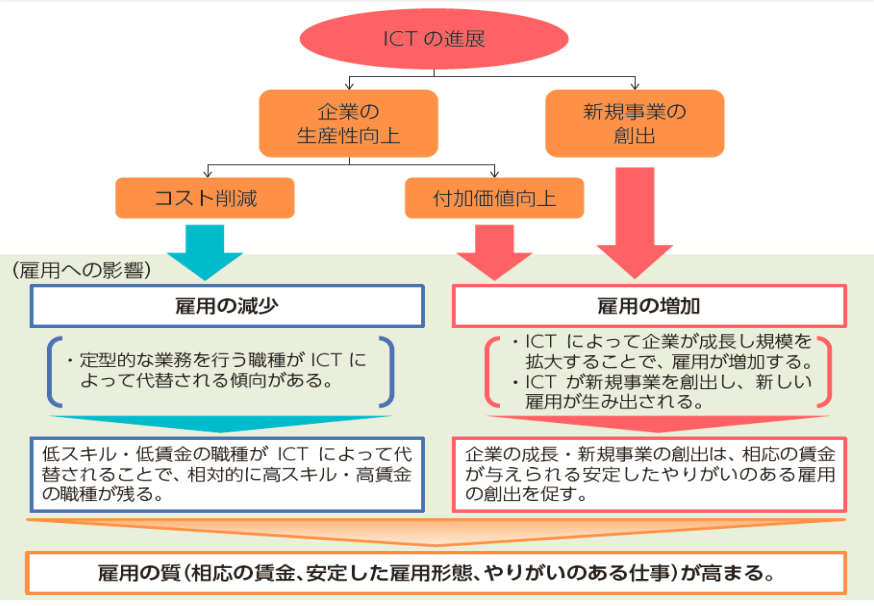 ICT の進展
企業の
生産性向上
新規事業の
創出
コスト削減
付加価値向上
(雇用への影響)
雇用の減少
・定型的な業務を行う職種が ICT に
よって代替される傾向がある。
低スキル・低賃金の職種が ICT によって代
替されることで、相対的に高スキル・高賃金
の職種が残る。
雇用の増加
・ICT によって企業が成長し規模を
拡大することで、雇用が増加する。
・ICT が新規事業を創出し、新しい
雇用が生み出される。
企業の成長・新規事業の創出は、相応の賃金
が与えられる安定したやりがいのある雇用
の創出を促す。
雇用の質(相応の賃金、安定した雇用形態、やりがいのある仕事)が高まる。